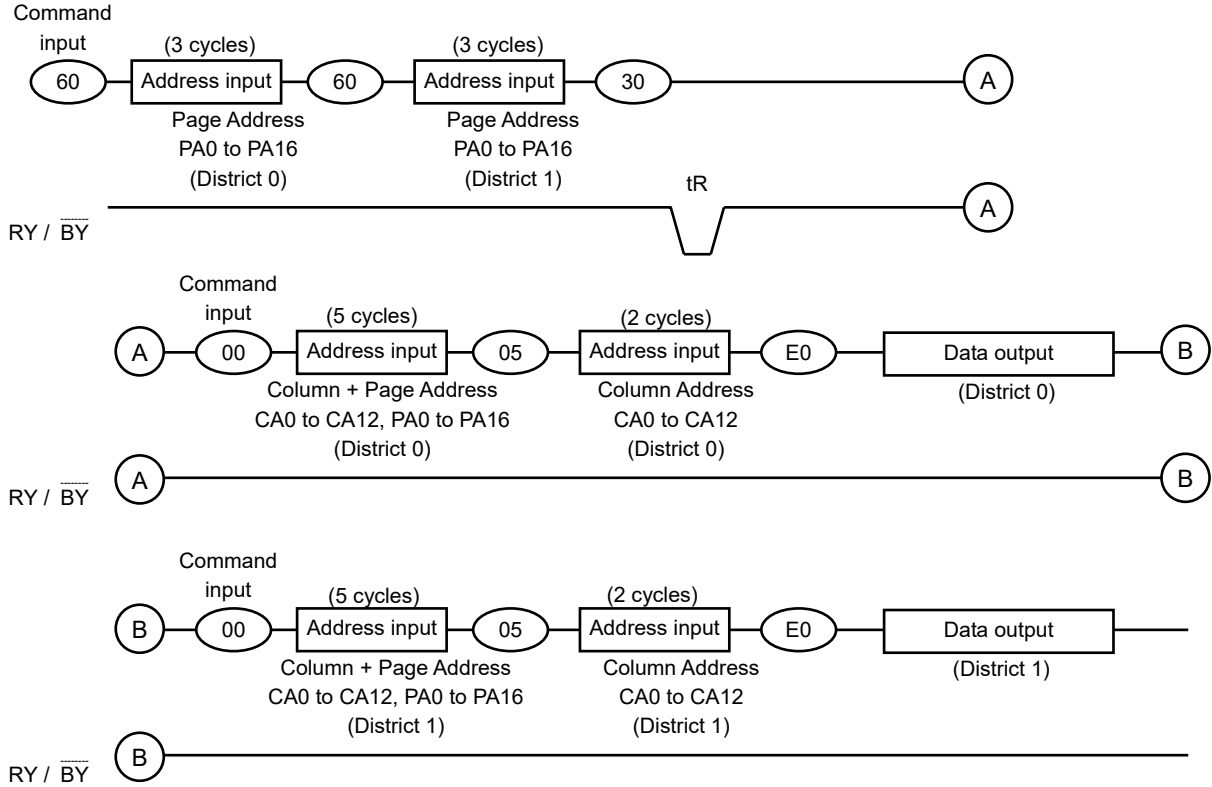 Command
input
(3 cycles)
(3 cycles)
60
Address input
60
Address input
30
A
Page Address
PA0 to PA16
(District 0)
Page Address
PA0 to PA16
(District 1)
tR
RY / BY
A
Command
input
(5 cycles)
(2 cycles)
A
00
Address input
05
Address input
E0
Data output
B
Column + Page Address
CA0 to CA12, PA0 to PA16
(District 0)
Column Address
CA0 to CA12
(District 0)
(District 0)
RY / BY
A
B
Command
input
(5 cycles)
(2 cycles)
B
00
Address input
05
Address input
E0
Data output
Column + Page Address
CA0 to CA12, PA0 to PA16
(District 1)
Column Address
CA0 to CA12
(District 1)
(District 1)
RY / BY
B